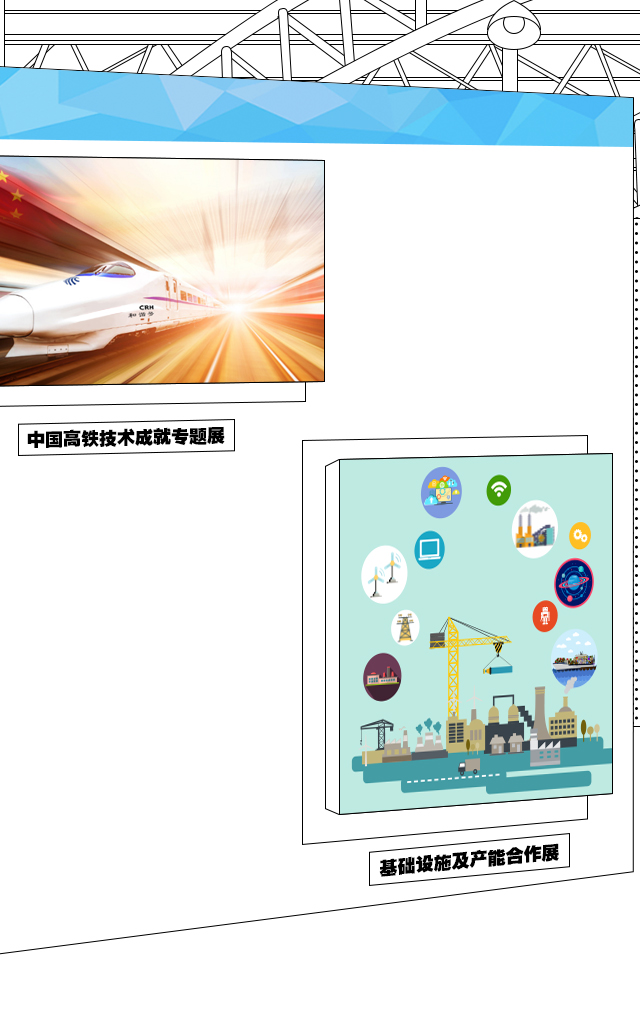 CRH
中国高铁技术成就专题展
基础设施及产能合作展